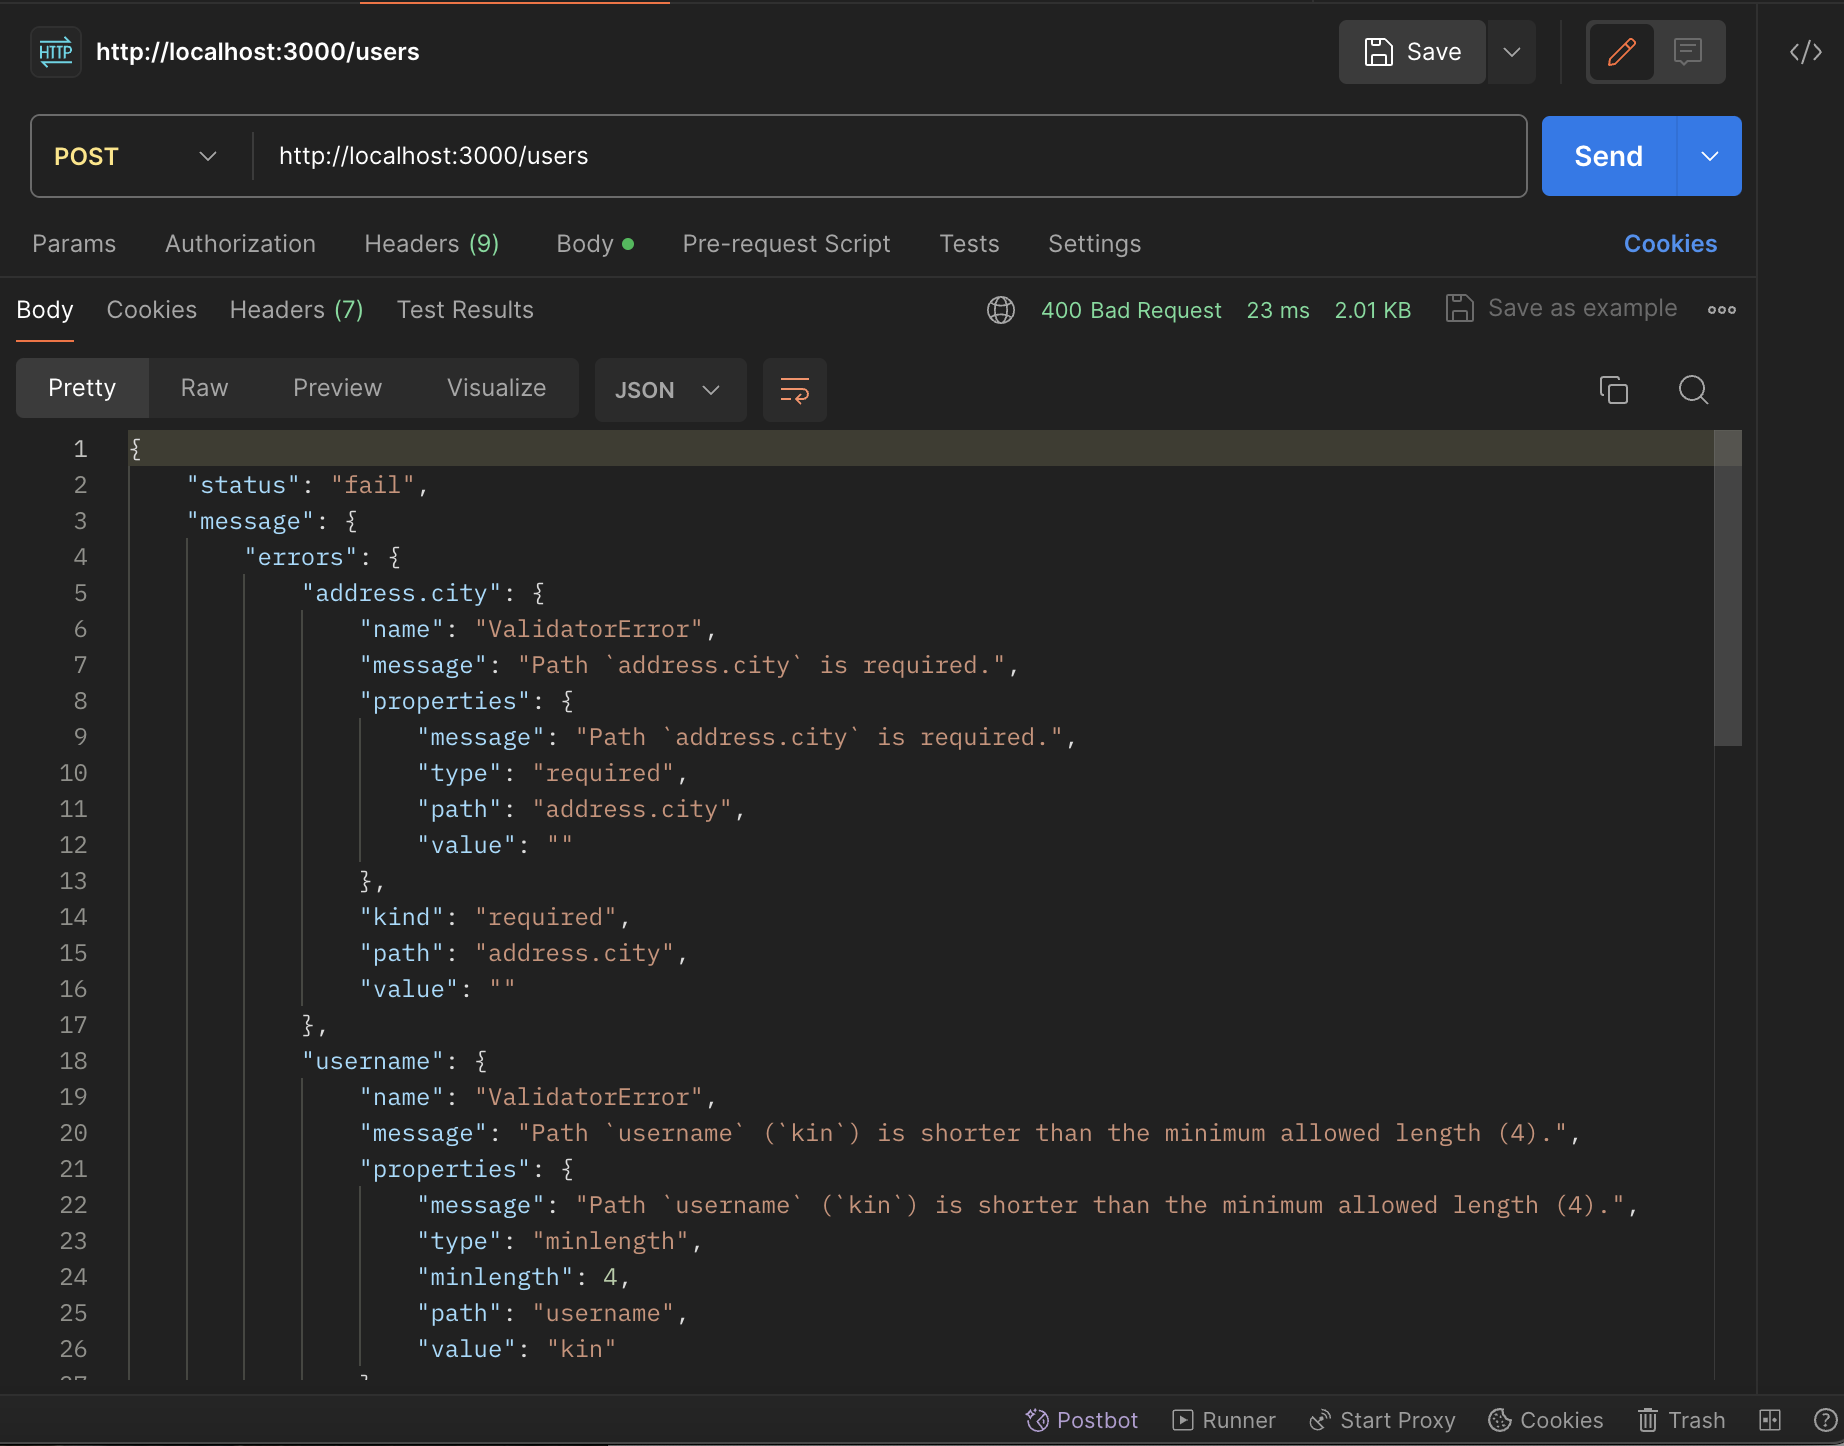 HTTP http://localhost:3000/users Save </>
POST http://localhost:3000/users Send
Params Authorization Headers (9) Body Pre-request Script Tests Settings Cookies
Body Cookies Headers (7) Test Results 400 Bad Request 23 ms 2.01 KB Save as example
Pretty Raw Preview Visualize JSON
1 {
2 "status": "fail",
3 "message": {
4 "errors": {
5 "address.city": {
6 "name": "ValidatorError",
7 "message": "Path `address.city` is required.",
8 "properties": {
9 "message": "Path `address.city` is required.",
10 "type": "required",
11 "path": "address.city",
12 "value": ""
13 },
14 "kind": "required",
15 "path": "address.city",
16 "value": ""
17 },
18 "username": {
19 "name": "ValidatorError",
20 "message": "Path `username` (`kin`) is shorter than the minimum allowed length (4).",
21 "properties": {
22 "message": "Path `username` (`kin`) is shorter than the minimum allowed length (4).",
23 "type": "minlength",
24 "minlength": 4,
25 "path": "username",
26 "value": "kin"
Postbot Runner Start Proxy Cookies Trash